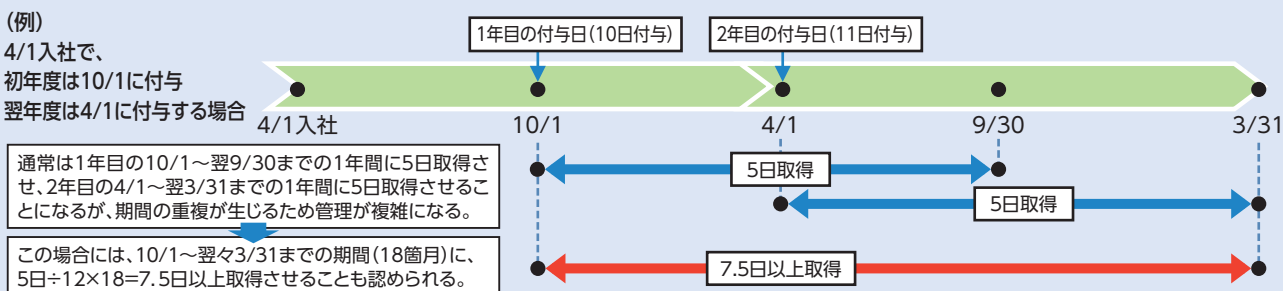 (例)
4/1入社で、
初年度は10/1に付与
翌年度は4/1に付与する場合
1年目の付与日(10日付与)
2年目の付与日(11日付与)
4/1入社
10/1
4/1
9/30
3/31
通常は1年目の10/1～翌9/30までの1年間に5日取得さ
せ、2年目の4/1～翌3/31までの1年間に5日取得させるこ
とになるが、期間の重複が生じるため管理が複雑になる。
5日取得
5日取得
この場合には、10/1～翌々3/31までの期間(18箇月)に、
5日÷12×18=7.5日以上取得させることも認められる。
7.5日以上取得